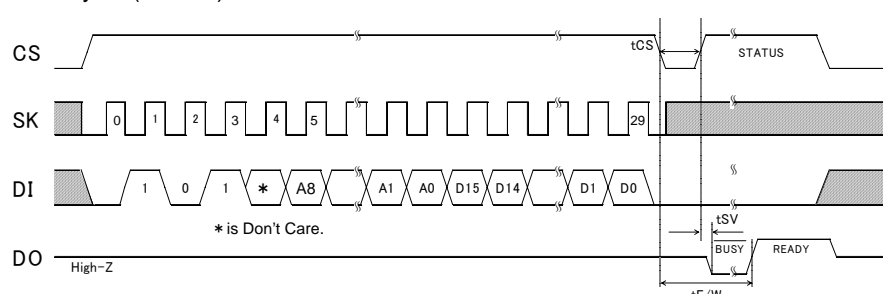 CS
tCS
STATUS
SK
0 1 2 3 4 5 29
DI
1 0 1 * A8 A1 A0 D15 D14 D1 D0
* is Don't Care.
tSV
DO
High-Z
BUSY READY